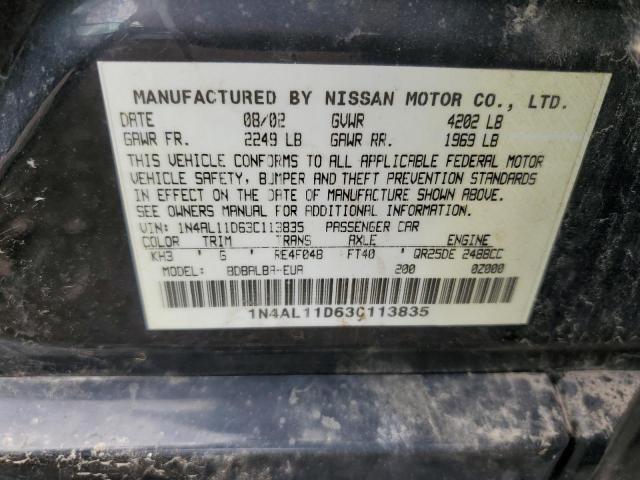 MANUFACTURED BY NISSAN MOTOR CO., LTD.
DATE 08/02 GVWR 4202 LB
GAWR FR. 2249 LB GAWR RR. 1969 LB
THIS VEHICLE CONFORMS TO ALL APPLICABLE FEDERAL MOTOR
VEHICLE SAFETY, BUMPER AND THEFT PREVENTION STANDARDS
IN EFFECT ON THE DATE OF MANUFACTURE SHOWN ABOVE.
SEE OWNERS MANUAL FOR ADDITIONAL INFORMATION
VIN: 1N4AL11D63C113835 PASSENGER CAR
COLOR TRIM TRANS AXLE ENGINE
KH3 G RE4F04B FT40 QR25DE 2488CC
MODEL: BDBALBA-EUA 200 0Z000
1N4AL11D63C113835